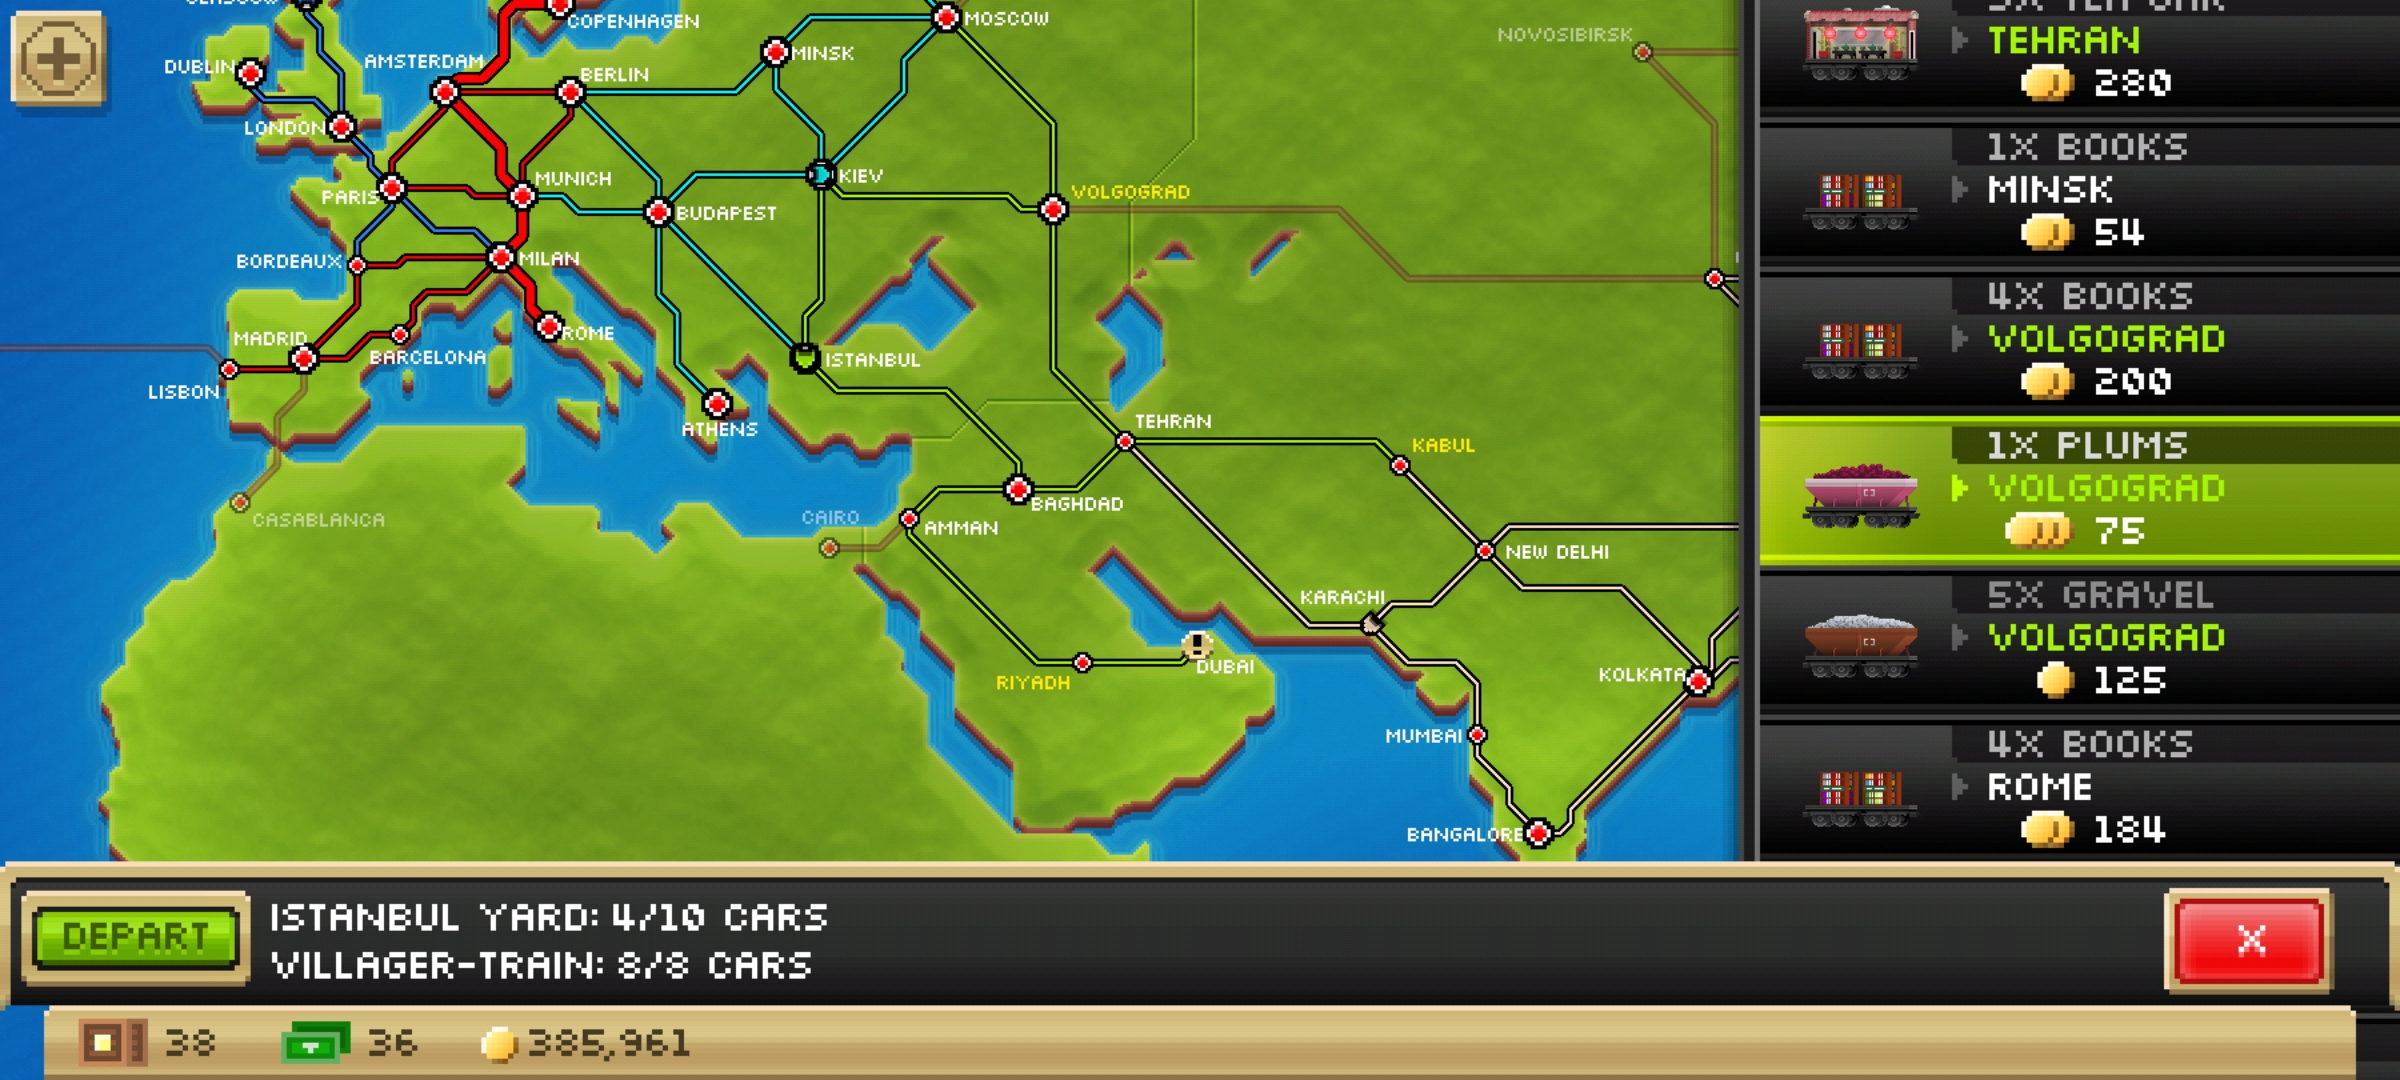 COPENHAGEN
MOSCOW
AMSTERDAM
DUBLIN
BERLIN
MINSK
NOVOSIBIRSK
LONDON
PARIS
MUNICH
KIEV
VOLGOGRAD
BUDAPEST
BORDEAUX
MILAN
MADRID
ROME
BARCELONA
ISTANBUL
LISBON
ATHENS
TEHRAN
KABUL
CASABLANCA
CAIRO
BAGHDAD
AMMAN
NEW DELHI
KARACHI
DUBAI
RIYADH
KOLKATA
MUMBAI
BANGALORE
TEHRAN
280
1X BOOKS
MINSK
54
4X BOOKS
VOLGOGRAD
200
1X PLUMS
VOLGOGRAD
75
5X GRAVEL
VOLGOGRAD
125
4X BOOKS
ROME
184
DEPART
ISTANBUL YARD: 4/10 CARS
VILLAGER-TRAIN: 8/8 CARS
X
38
36
385,961